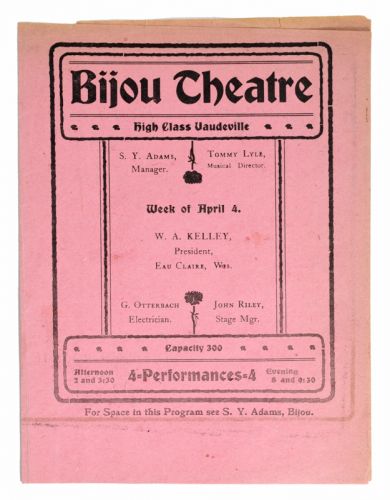 Bijou Theatre
High Class Vaudeville
S. Y. Adams, Tommy Lyle,
Manager. Musical Director.
Week of April 4.
W. A. Kelley,
President,
Eau Claire, Wis.
G. Otterbach John Riley,
Electrician. Stage Mgr.
Capacity 300
Afternoon 4-Performances-4 Evening
2 and 3:30 8 and 9:30
For Space in this Program see S. Y. Adams, Bijou.